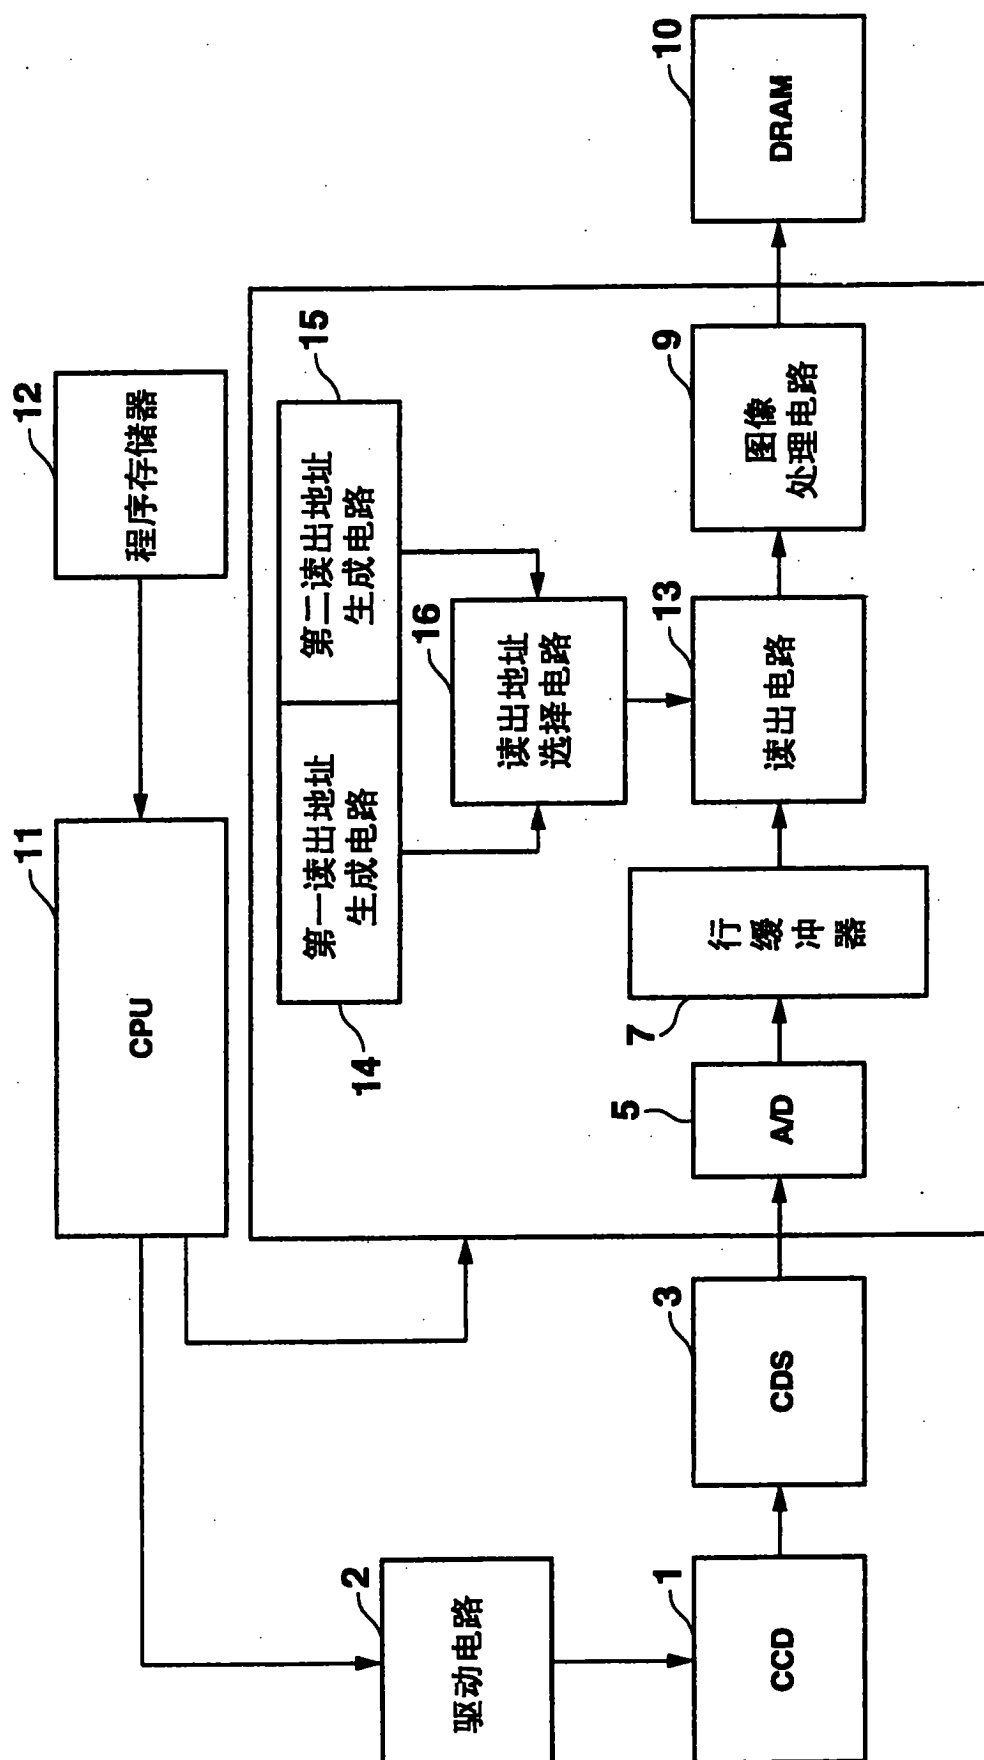 11
CPU
12
程序存储器
14
第一读出地址
生成电路
15
第二读出地址
生成电路
16
读出地址
选择电路
2
驱动电路
1
CCD
3
CDS
5
A/D
7
行
缓
冲
器
13
读出电路
9
图像
处理电路
10
DRAM